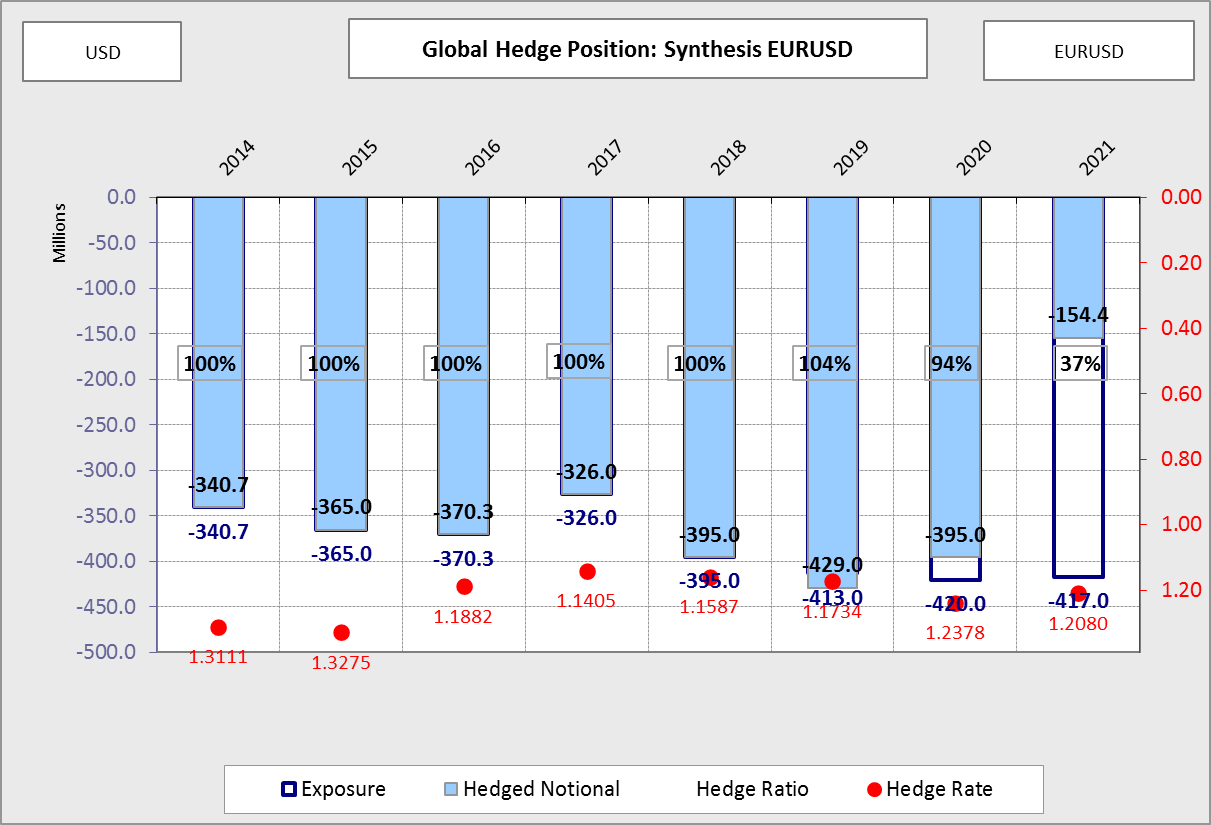 USD
Global Hedge Position: Synthesis EURUSD
EURUSD
2014 2015 2016 2017 2018 2019 2020 2021
Millions
0.0 0.00
-50.0
0.20
-100.0
-150.0 -154.4
0.40
100% 100% 100% 100% 100% 104% 94% 37%
-200.0
0.60
-250.0
-300.0 -326.0
0.80
-340.7 -365.0 -370.3
-350.0 -326.0
1.00
-340.7 -365.0 -370.3 -395.0 -429.0 -395.0
-400.0
-395.0 -413.0 -420.0 -417.0
1.20
-450.0
1.1882 1.1405 1.1587 1.1734 1.2378 1.2080
-500.0
1.3111 1.3275
Exposure Hedged Notional Hedge Ratio Hedge Rate